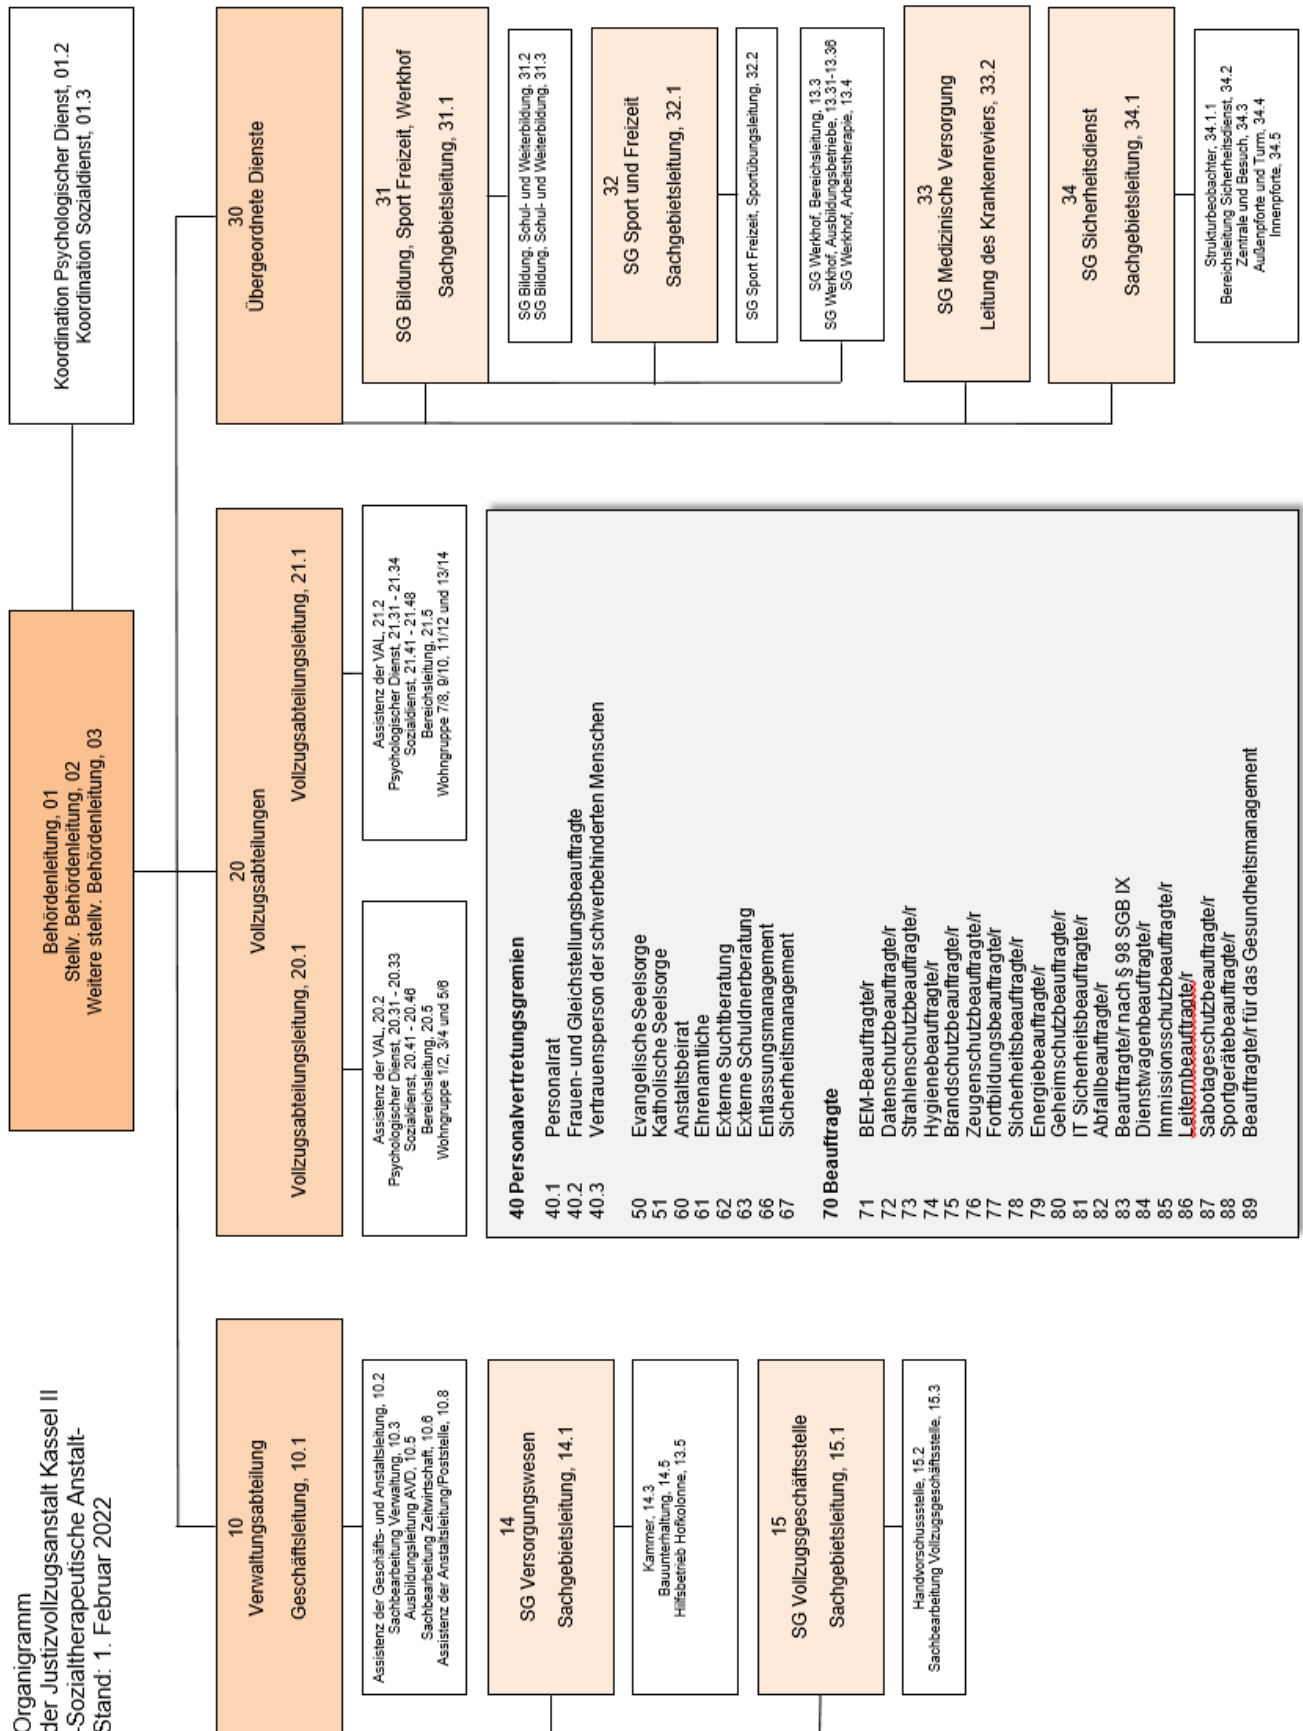 Organigramm
der Justizvollzugsanstalt Kassel II
-Sozialtherapeutische Anstalt-
Stand: 1. Februar 2022
Behördenleitung, 01
Stellv. Behördenleitung, 02
Weitere stellv. Behördenleitung, 03
Koordination Psychologischer Dienst, 01.2
Koordination Sozialdienst, 01.3
10
Verwaltungsabteilung
Geschäftsleitung, 10.1
Assistenz der Geschäfts- und Anstaltsleitung, 10.2
Sachbearbeitung Verwaltung, 10.3
Ausbildungsleitung AVD, 10.5
Sachbearbeitung Zeitwirtschaft, 10.6
Assistenz der Anstaltsleitung/Poststelle, 10.8
14
SG Versorgungswesen
Sachgebietsleitung, 14.1
Kammer, 14.3
Bauunterhaltung, 14.5
Hilfsbetrieb Hofkolonne, 13.5
15
SG Vollzugsgeschäftsstelle
Sachgebietsleitung, 15.1
Handvorschussstelle, 15.2
Sachbearbeitung Vollzugsgeschäftsstelle, 15.3
20
Vollzugsabteilungen
Vollzugsabteilungsleitung, 20.1 Vollzugsabteilungsleitung, 21.1
Assistenz der VAL, 20.2
Psychologischer Dienst, 20.31 - 20.33
Sozialdienst, 20.41 - 20.46
Bereichsleitung, 20.5
Wohngruppe 1/2, 3/4 und 5/6
Assistenz der VAL, 21.2
Psychologischer Dienst, 21.31 - 21.34
Sozialdienst, 21.41 - 21.48
Bereichsleitung, 21.5
Wohngruppe 7/8, 9/10, 11/12 und 13/14
40 Personalvertretungsgremien
40.1 Personalrat
40.2 Frauen- und Gleichstellungsbeauftragte
40.3 Vertrauensperson der schwerbehinderten Menschen
50 Evangelische Seelsorge
51 Katholische Seelsorge
60 Anstaltsbeirat
61 Ehrenamtliche
62 Externe Suchtberatung
63 Externe Schuldnerberatung
66 Entlassungsmanagement
67 Sicherheitsmanagement
70 Beauftragte
71 BEM-Beauftragte/r
72 Datenschutzbeauftragte/r
73 Strahlenschutzbeauftragte/r
74 Hygienebeauftragte/r
75 Brandschutzbeauftragte/r
76 Zeugenschutzbeauftragte/r
77 Fortbildungsbeauftragte/r
78 Sicherheitsbeauftragte/r
79 Energiebeauftragte/r
80 Geheimschutzbeauftragte/r
81 IT Sicherheitsbeauftragte/r
82 Abfallbeauftragte/r
83 Beauftragte/r nach § 98 SGB IX
84 Dienstwagenbeauftragte/r
85 Immissionsschutzbeauftragte/r
86 Leiternbeauftragte/r
87 Sabotageschutzbeauftragte/r
88 Sportgerätebeauftragte/r
89 Beauftragte/r für das Gesundheitsmanagement
30
Übergeordnete Dienste
31
SG Bildung, Sport Freizeit, Werkhof
Sachgebietsleitung, 31.1
SG Bildung, Schul- und Weiterbildung, 31.2
SG Bildung, Schul- und Weiterbildung, 31.3
32
SG Sport und Freizeit
Sachgebietsleitung, 32.1
SG Sport Freizeit, Sportübungsleitung, 32.2
SG Werkhof, Bereichsleitung, 13.3
SG Werkhof, Ausbildungsbetriebe, 13.31-13.36
SG Werkhof, Arbeitstherapie, 13.4
33
SG Medizinische Versorgung
Leitung des Krankenreviers, 33.2
34
SG Sicherheitsdienst
Sachgebietsleitung, 34.1
Strukturbeobachter, 34.1.1
Bereichsleitung Sicherheitsdienst, 34.2
Zentrale und Besuch, 34.3
Außenpforte und Turm, 34.4
Innenpforte, 34.5